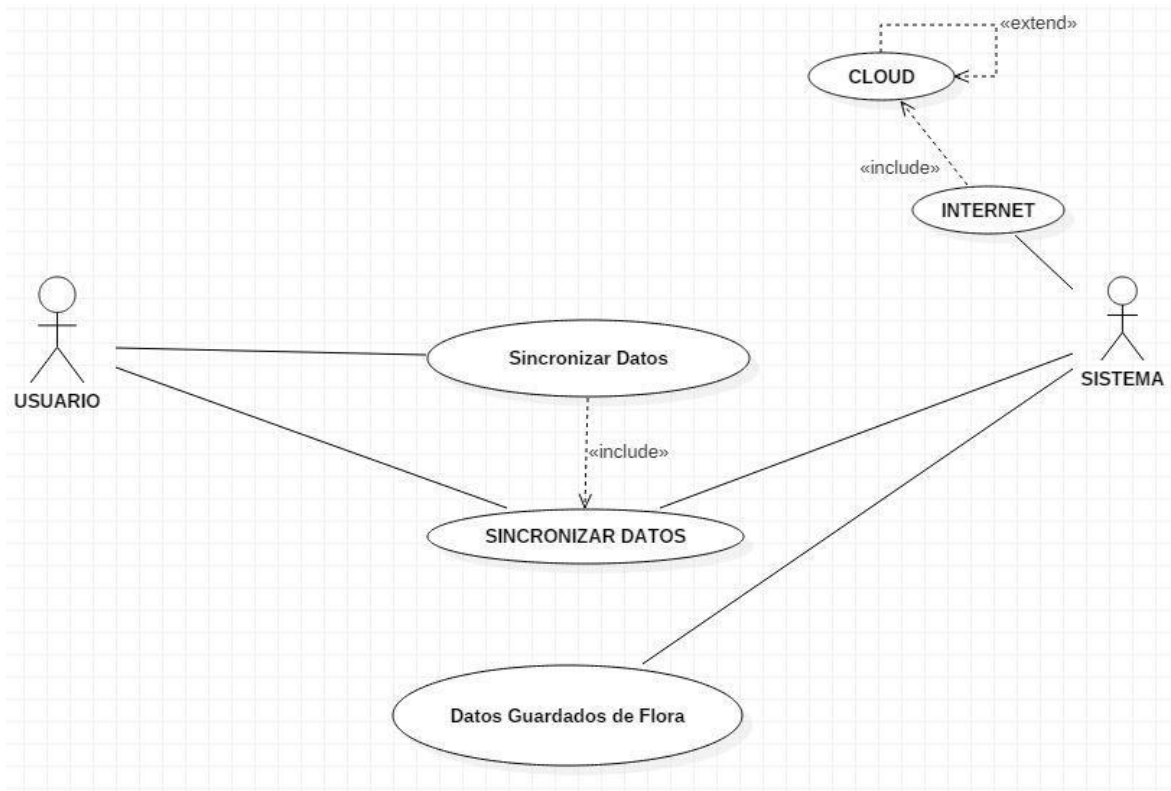 «extend»
CLOUD
«include»
INTERNET
Sincronizar Datos
SISTEMA
USUARIO
«include»
SINCRONIZAR DATOS
Datos Guardados de Flora